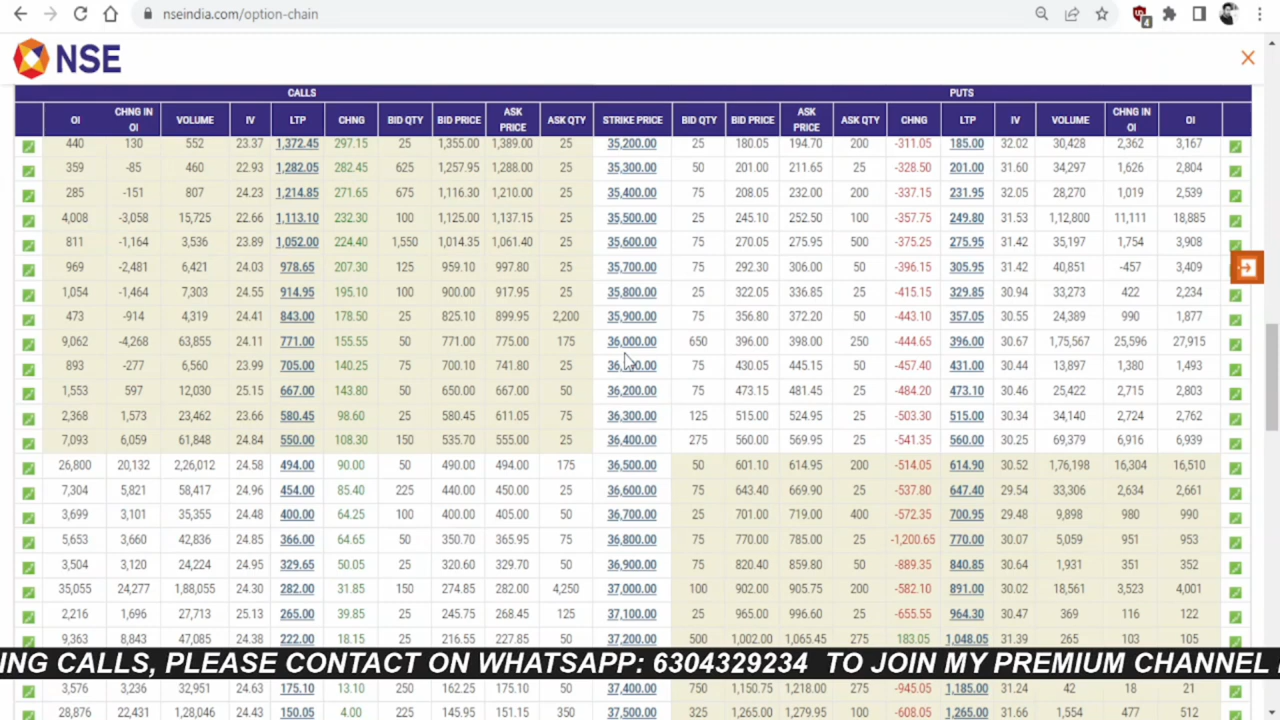 nseindia.com/option-chain
4
NSE
CALLS PUTS
OI CHNG IN OI VOLUME IV LTP CHNG BID QTY BID PRICE ASK PRICE ASK QTY STRIKE PRICE BID QTY BID PRICE ASK PRICE ASK QTY CHNG LTP IV VOLUME CHNG IN OI OI
440 130 552 23.37 1,372.45 297.15 25 1,355.00 1,389.00 25 35,200.00 25 180.05 194.70 200 -311.05 185.00 32.02 30,428 2,362 3,167
359 -85 460 22.93 1,282.05 282.45 625 1,257.95 1,288.00 25 35,300.00 50 201.00 211.65 25 -328.50 201.00 31.60 34,297 1,626 2,804
285 -151 807 24.23 1,214.85 271.65 675 1,116.30 1,210.00 25 35,400.00 75 208.05 232.00 200 -337.15 231.95 32.05 28,270 1,019 2,539
4,008 -3,058 15,725 22.66 1,113.10 232.30 100 1,125.00 1,137.15 25 35,500.00 25 245.10 252.50 100 -357.75 249.80 31.53 1,12,800 11,111 18,885
811 -1,164 3,536 23.89 1,052.00 224.40 1,550 1,014.35 1,061.40 25 35,600.00 75 270.05 275.95 500 -375.25 275.95 31.42 35,197 1,754 3,908
969 -2,481 6,421 24.03 978.65 207.30 125 959.10 997.80 25 35,700.00 75 292.30 306.00 50 -396.15 305.95 31.42 40,851 -457 3,409
1,054 -1,464 7,303 24.55 914.95 195.10 100 900.00 917.95 25 35,800.00 75 322.05 336.85 25 -415.15 329.85 30.94 33,273 422 2,234
473 -914 4,319 24.41 843.00 178.50 25 825.10 899.95 2,200 35,900.00 75 356.80 372.20 50 -443.10 357.05 30.55 24,389 990 1,877
9,062 -4,268 63,855 24.11 771.00 155.55 50 771.00 775.00 175 36,000.00 650 396.00 398.00 250 -444.65 396.00 30.67 1,75,567 25,596 27,915
893 -277 6,560 23.99 705.00 140.25 75 700.10 741.80 25 75 430.05 445.15 50 -457.40 431.00 30.44 13,897 1,380 1,493
1,553 597 12,030 25.15 667.00 143.80 50 650.00 667.00 50 36,200.00 75 473.15 481.45 25 -484.20 473.10 30.46 25,422 2,715 2,803
2,368 1,573 23,462 23.66 580.45 98.60 25 580.45 611.05 75 36,300.00 125 515.00 524.95 25 -503.30 515.00 30.34 34,140 2,724 2,762
7,093 6,059 61,848 24.84 550.00 108.30 150 535.70 555.00 25 36,400.00 275 560.00 569.95 25 -541.35 560.00 30.25 69,379 6,916 6,939
26,800 20,132 2,26,012 24.58 494.00 90.00 50 490.00 494.00 175 36,500.00 50 601.10 614.95 200 -514.05 614.90 30.52 1,76,198 16,304 16,510
7,304 5,821 58,417 24.96 454.00 85.40 225 440.00 450.00 25 36,600.00 75 643.40 669.90 25 -537.80 647.40 29.54 33,306 2,634 2,661
3,699 3,101 35,355 24.48 400.00 64.25 100 400.00 405.00 50 36,700.00 25 701.00 719.00 400 -572.35 700.95 29.48 9,898 980 990
5,653 3,660 42,836 24.85 366.00 64.65 25 350.70 365.95 75 36,800.00 75 770.00 785.00 25 -1,200.65 770.00 30.07 5,059 951 953
3,504 3,120 24,224 24.95 329.65 50.05 25 320.60 329.70 50 36,900.00 75 820.40 859.80 50 -889.35 840.85 30.64 1,931 351 352
35,055 24,277 1,88,055 24.30 282.00 31.85 150 274.85 282.00 4,250 37,000.00 100 902.00 905.75 200 -582.10 891.00 30.02 18,561 3,523 4,001
2,216 1,696 27,713 25.13 265.00 39.85 25 245.75 268.45 125 37,100.00 25 965.00 996.60 25 -655.55 964.30 30.47 369 116 122
9,363 8,843 47,085 24.38 222.00 18.15 25 216.55 227.85 50 37,200.00 500 1,002.00 1,065.45 275 183.05 1,048.05 31.39 265 103 105
ING CALLS, PLEASE CONTACT ON WHATSAPP: 6304329234 TO JOIN MY PREMIUM CHANNEL
3,576 3,236 32,951 24.63 175.10 13.10 250 162.25 175.10 50 37,400.00 750 1,150.75 1,218.00 275 -945.05 1,185.00 31.24 42 18 21
28,876 22,431 1,28,046 24.38 150.05 4.00 225 145.95 151.15 350 37,500.00 325 1,265.00 1,279.95 100 -608.05 1,265.00 31.66 1,554 477 512